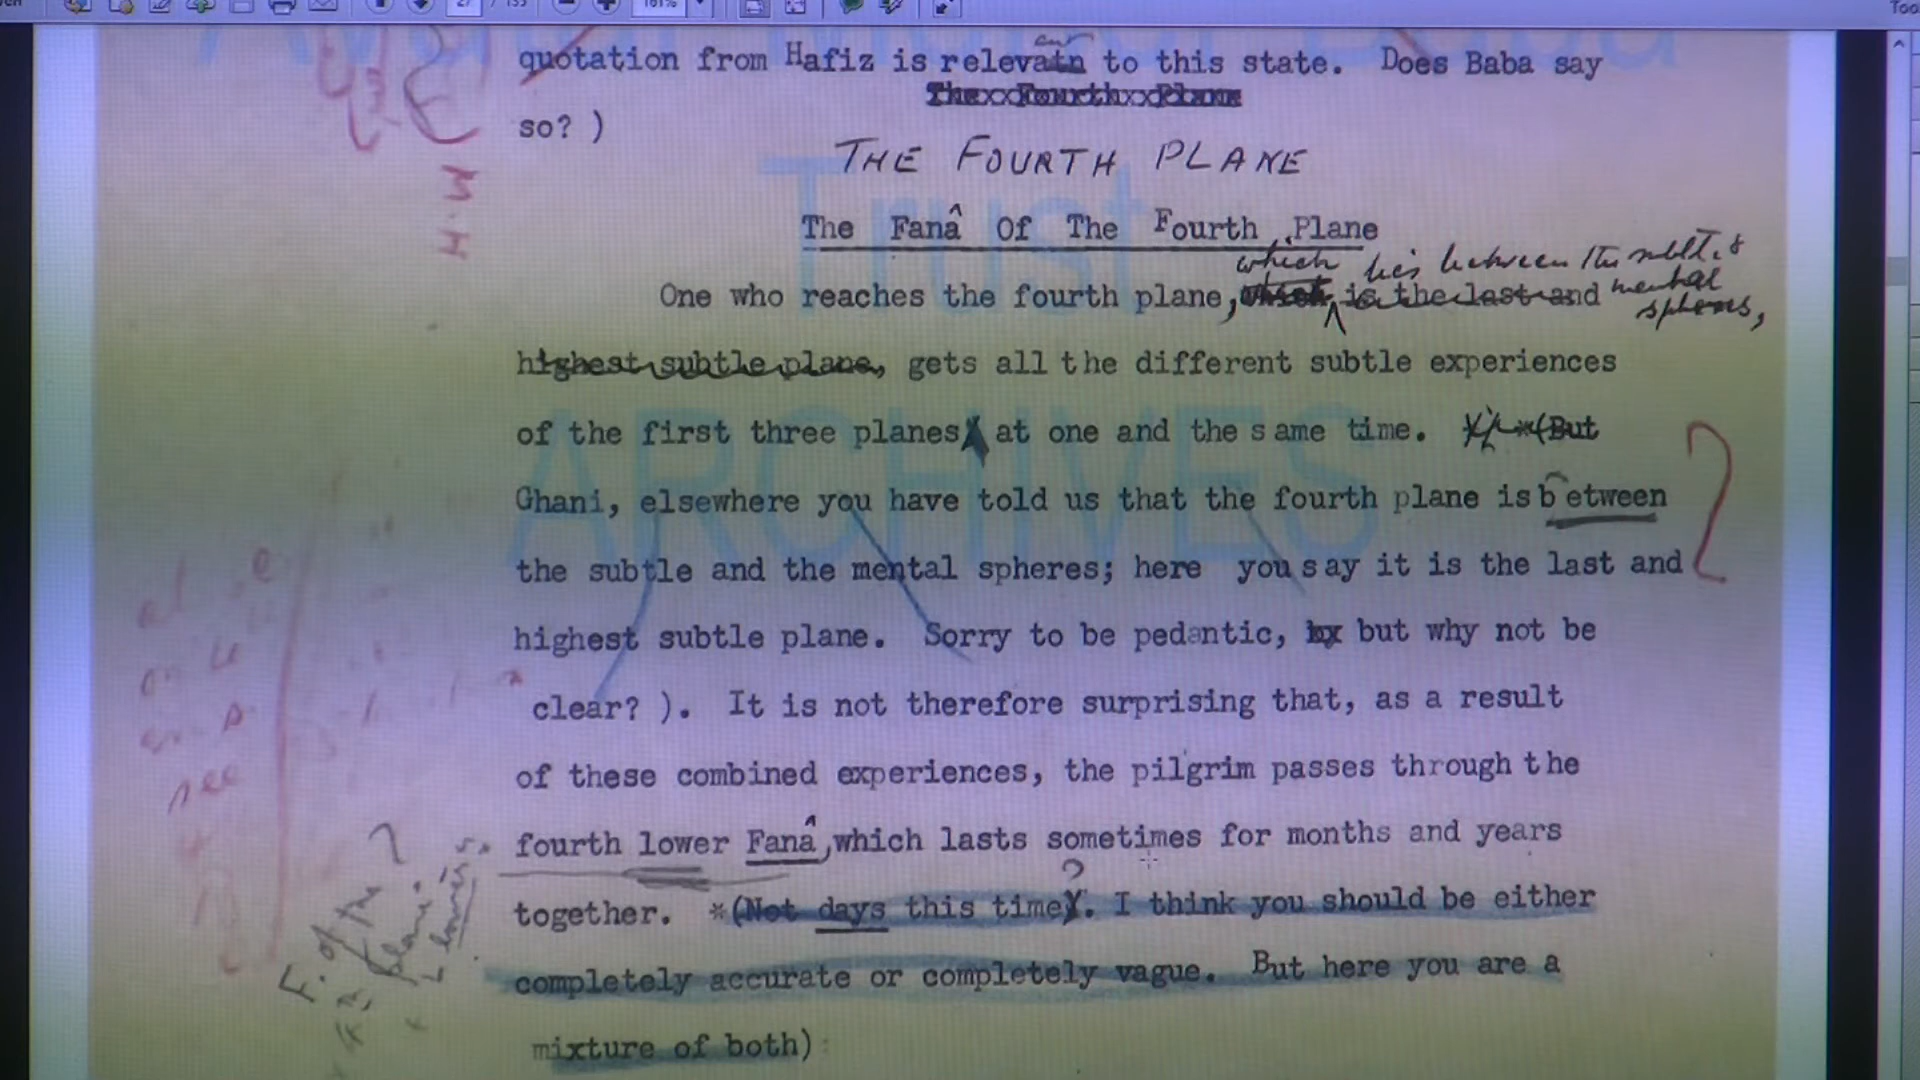 quotation from Hafiz is relevatn to this state. Does Baba say
The Fourth Plane
so? )
THE FOURTH PLANE
M.H
The Fanâ Of The Fourth Plane
which lies between the subtle &
One who reaches the fourth plane, which is the last and mental
spheres,
highest subtle plane, gets all the different subtle experiences
of the first three planes at one and the same time. *(But
Ghani, elsewhere you have told us that the fourth plane is between
the subtle and the mental spheres; here you say it is the last and
highest subtle plane. Sorry to be pedantic, but why not be
clear? ). It is not therefore surprising that, as a result
of these combined experiences, the pilgrim passes through the
fourth lower Fanâ, which lasts sometimes for months and years
together. *(Not days this time?. I think you should be either
completely accurate or completely vague. But here you are a
mixture of both)
Trust
ARCHIVES